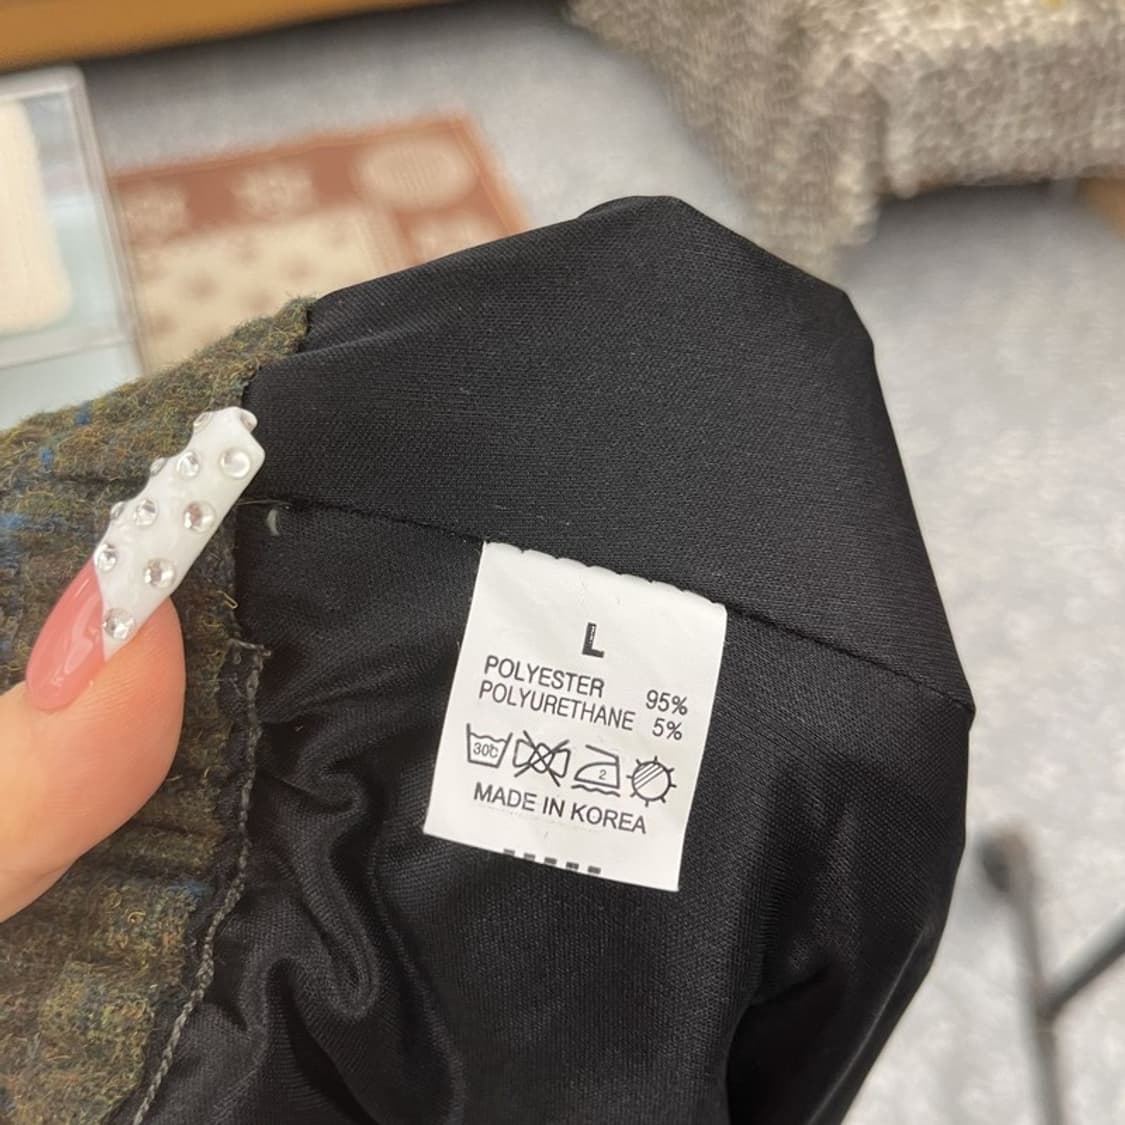 L
POLYESTER 95%
POLYURETHANE 5%
30℃
2
MADE IN KOREA